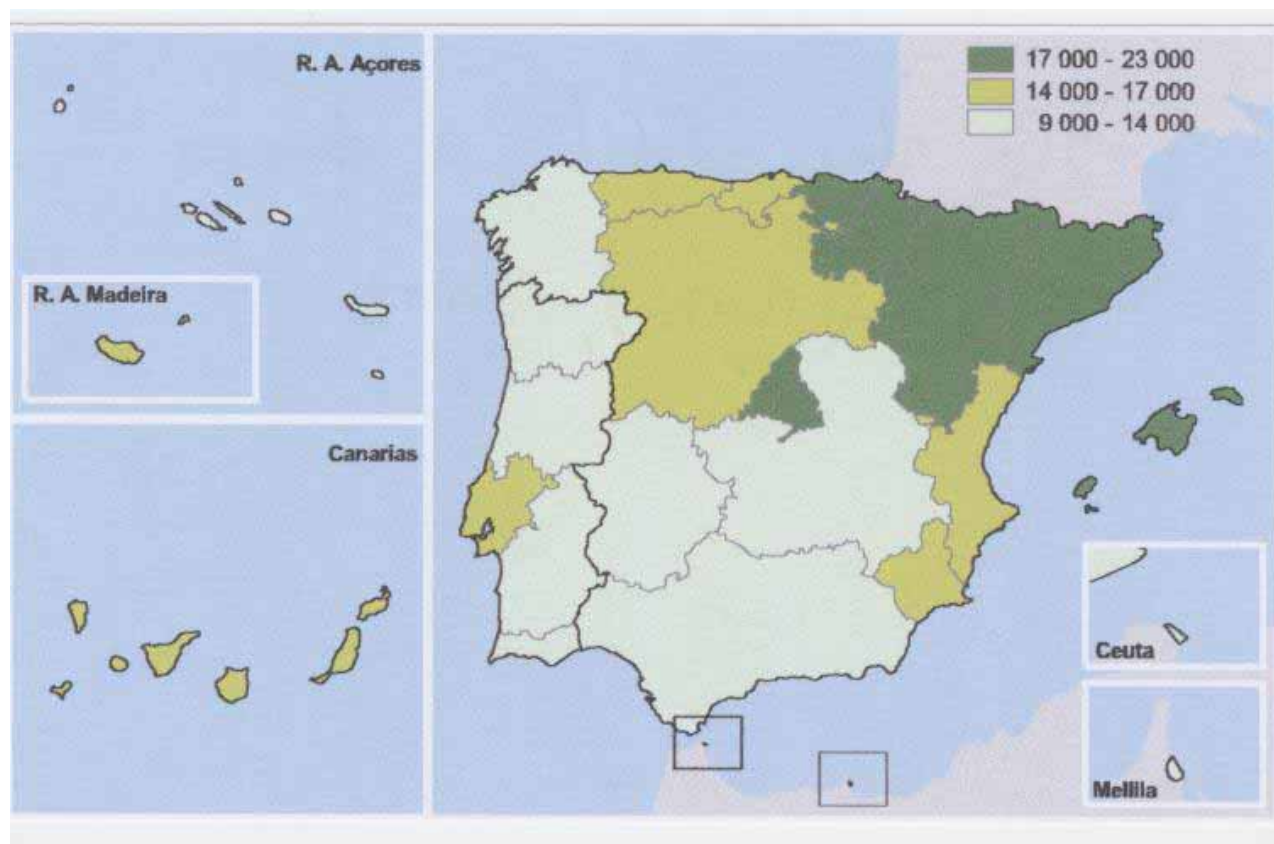 R. A. Açores
R. A. Madeira
Canarias
17 000 - 23 000
14 000 - 17 000
9 000 - 14 000
Ceuta
Mellila